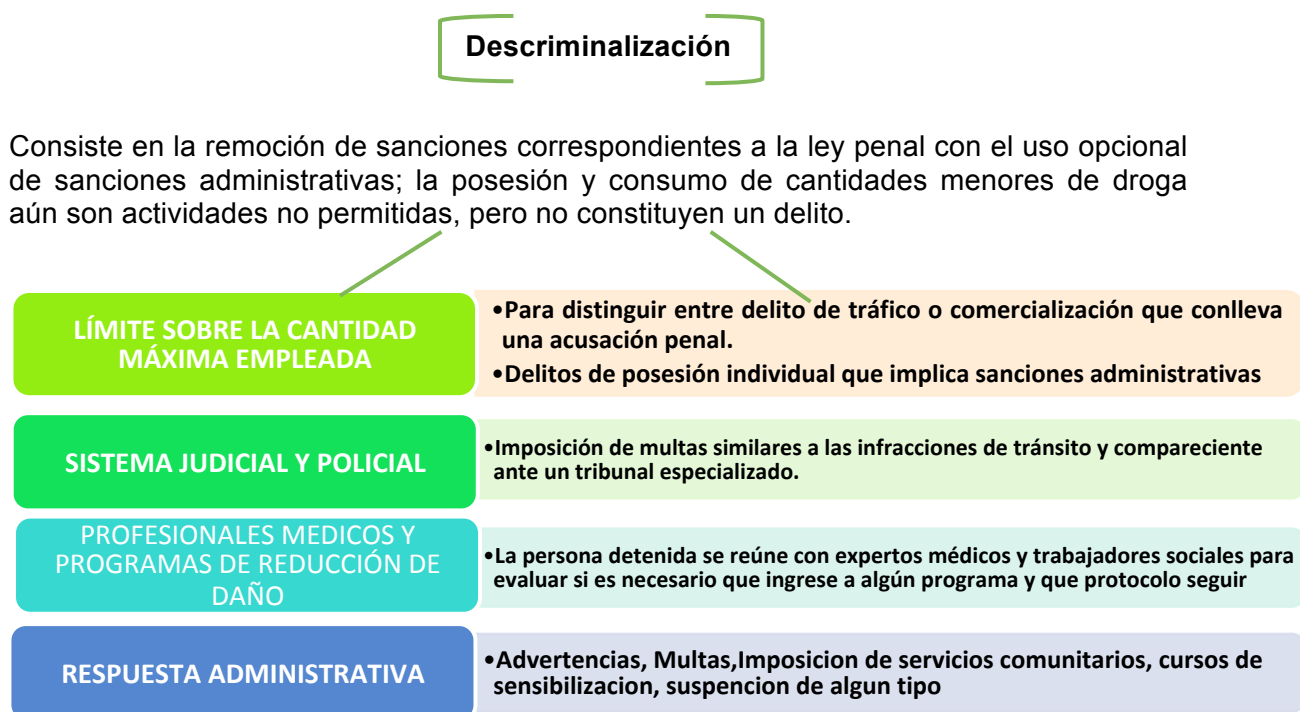 Descriminalización
Consiste en la remoción de sanciones correspondientes a la ley penal con el uso opcional
de sanciones administrativas; la posesión y consumo de cantidades menores de droga
aún son actividades no permitidas, pero no constituyen un delito.
LÍMITE SOBRE LA CANTIDAD
MÁXIMA EMPLEADA
•Para distinguir entre delito de tráfico o comercialización que conlleva
una acusación penal.
•Delitos de posesión individual que implica sanciones administrativas
SISTEMA JUDICIAL Y POLICIAL
•Imposición de multas similares a las infracciones de tránsito y compareciente
ante un tribunal especializado.
PROFESIONALES MEDICOS Y
PROGRAMAS DE REDUCCIÓN DE
DAÑO
•La persona detenida se reúne con expertos médicos y trabajadores sociales para
evaluar si es necesario que ingrese a algún programa y que protocolo seguir
RESPUESTA ADMINISTRATIVA
•Advertencias, Multas,Imposicion de servicios comunitarios, cursos de
sensibilizacion, suspencion de algun tipo